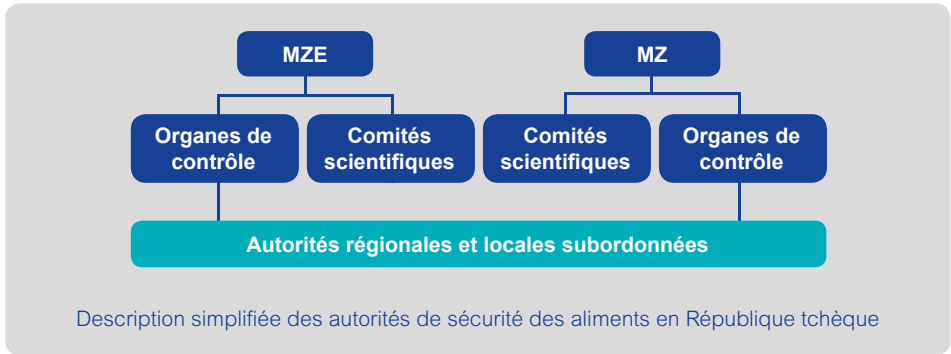 MZE
MZ
Organes de
contrôle
Comités
scientifiques
Comités
scientifiques
Organes de
contrôle
Autorités régionales et locales subordonnées
Description simplifiée des autorités de sécurité des aliments en République tchèque